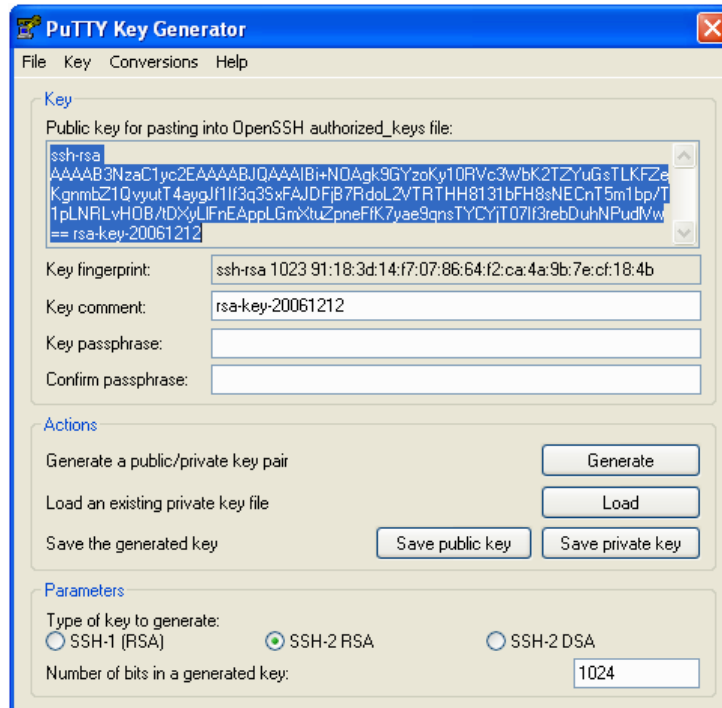 PuTTY Key Generator
File Key Conversions Help
Key
Public key for pasting into OpenSSH authorized_keys file:
ssh-rsa
AAAAB3NzaC1yc2EAAAABJQAAAIBi+NOAgk9GYzoKy10RVc3WbK2TZYuGsTLKFZe
KgnmbZ1QvyutT4aygJf1If3q3SxFAJDFjB7RdoL2VTRTHH8131bFH8sNECnT5m1bp/T
1pLNRLvHOB/tDXyLIFnEAppLGmXtuZpneFfK7yae9qnsTYCYjT07If3rebDuhNPudlVw
== rsa-key-20061212
Key fingerprint: ssh-rsa 1023 91:18:3d:14:f7:07:86:64:f2:ca:4a:9b:7e:cf:18:4b
Key comment: rsa-key-20061212
Key passphrase:
Confirm passphrase:
Actions
Generate a public/private key pair Generate
Load an existing private key file Load
Save the generated key Save public key Save private key
Parameters
Type of key to generate:
SSH-1 (RSA) SSH-2 RSA SSH-2 DSA
Number of bits in a generated key: 1024